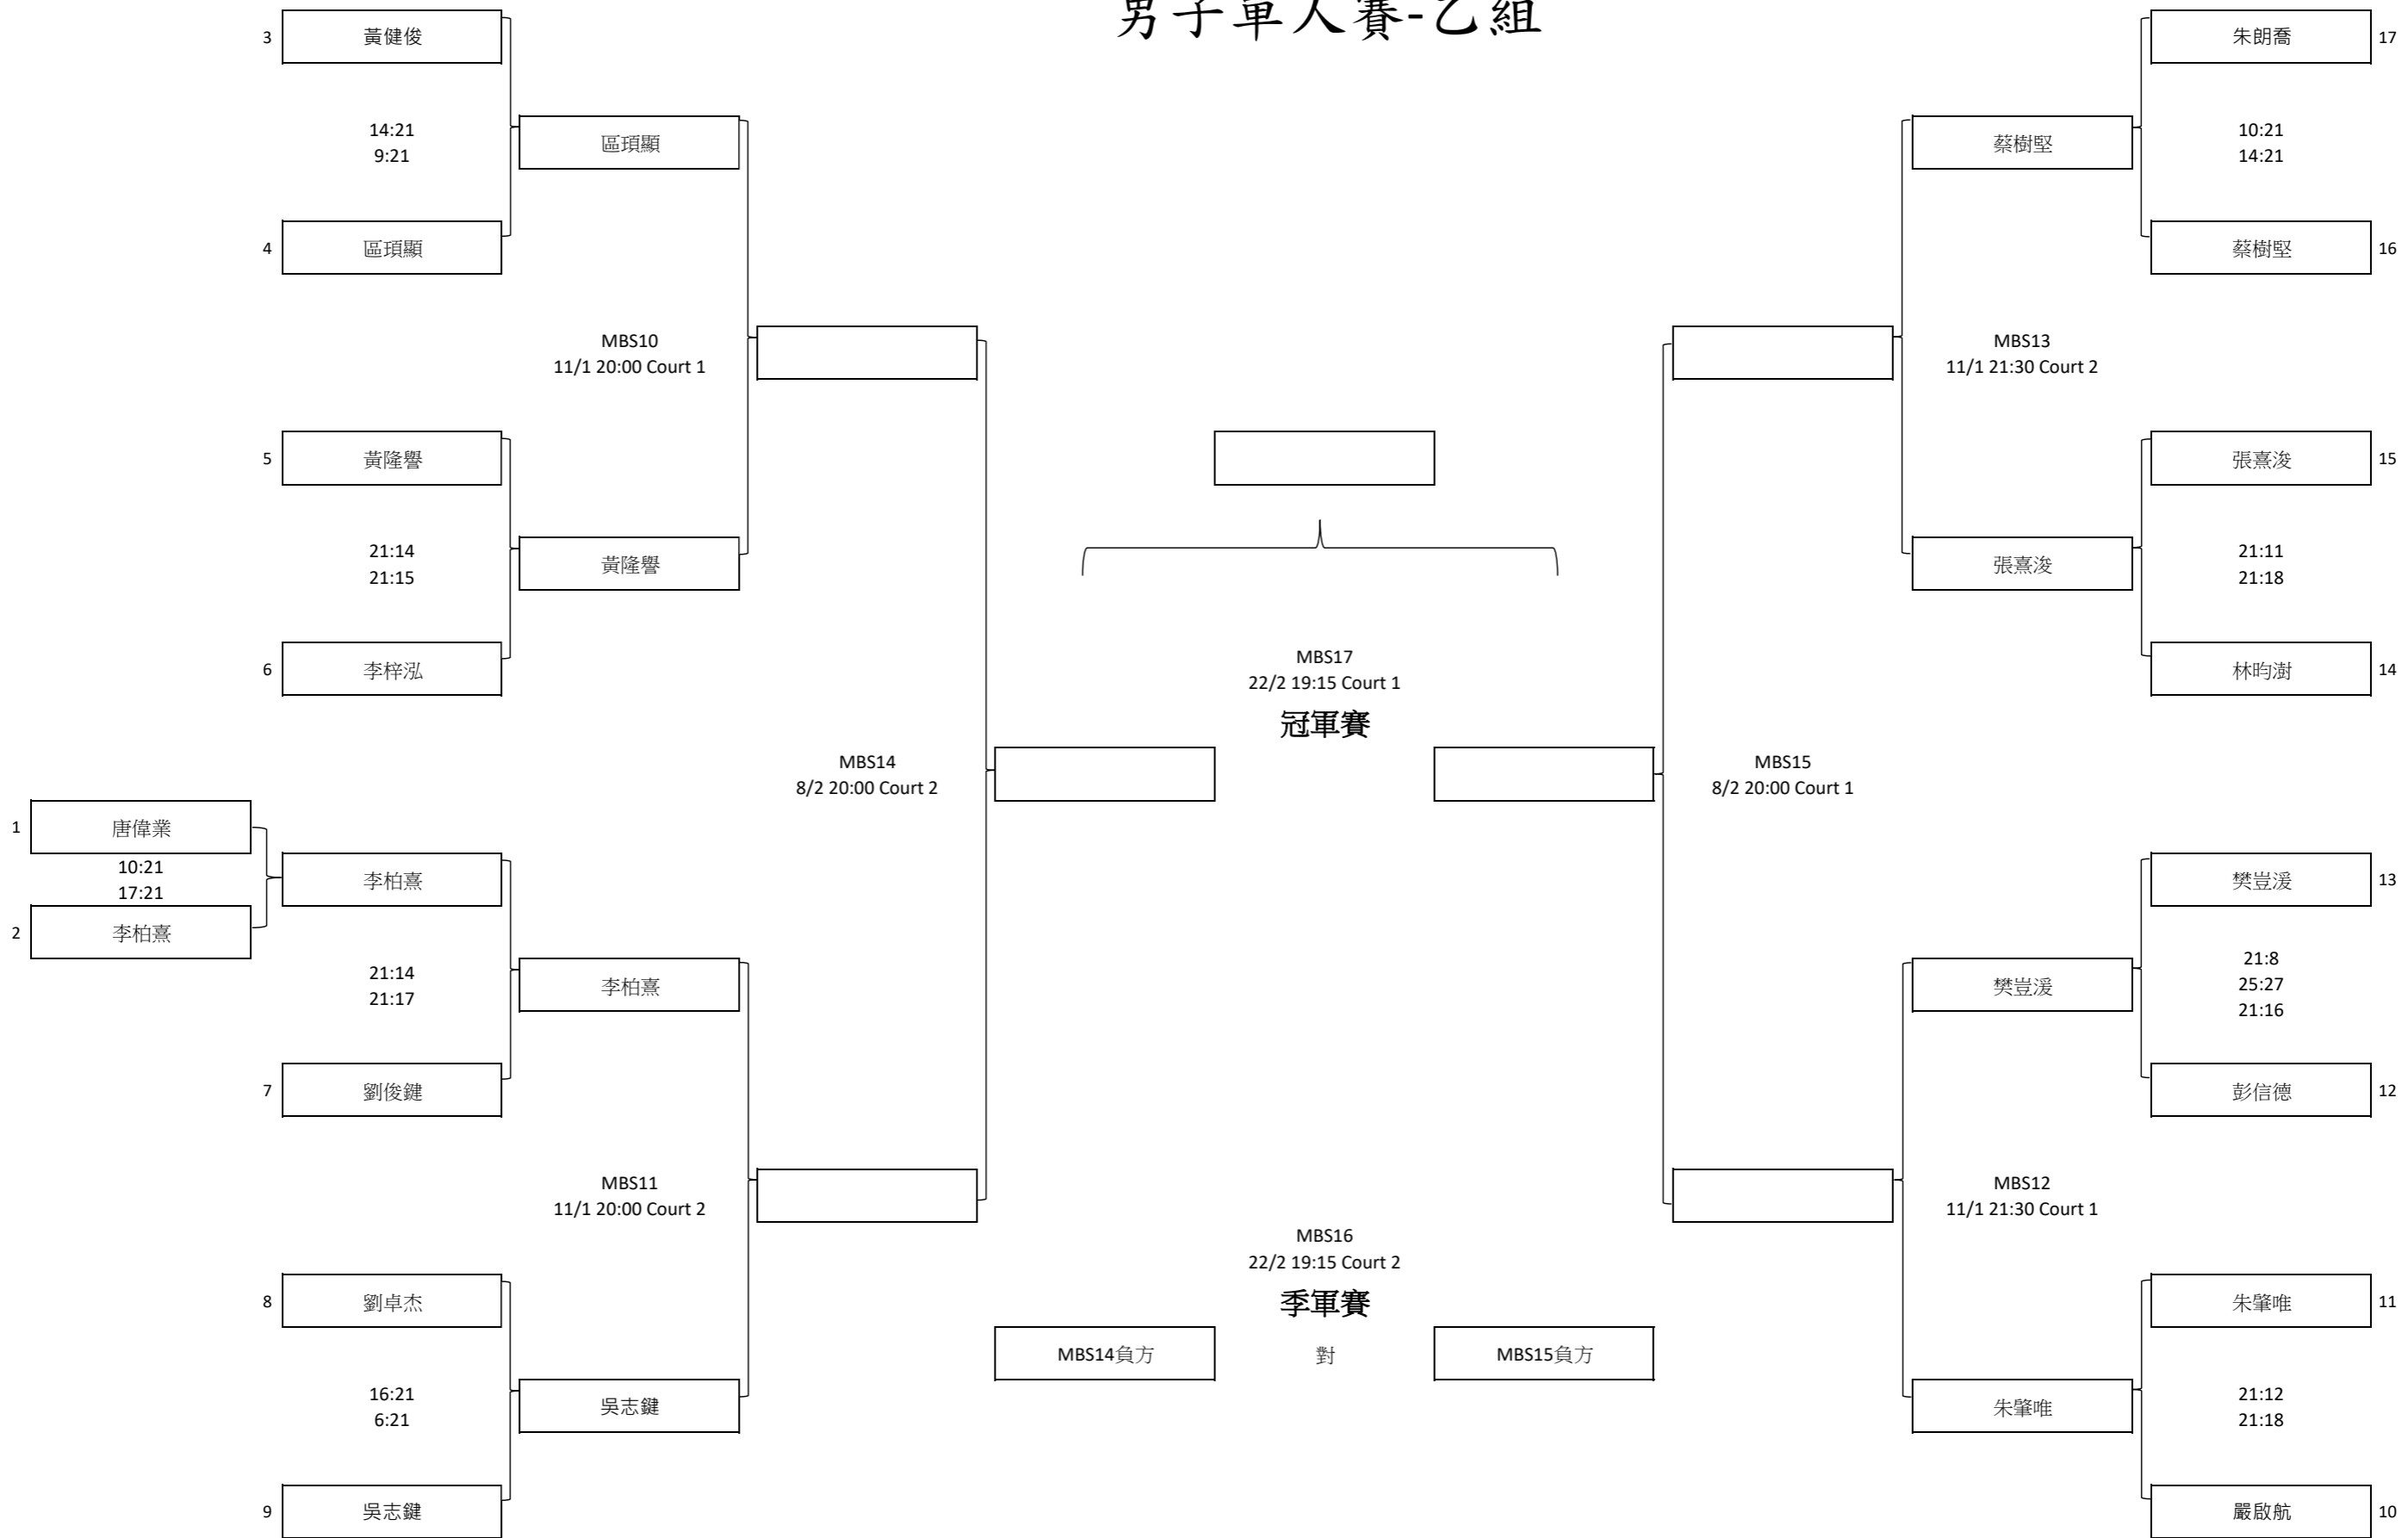 男子單人賽-乙組
3
黃健俊
14:21
9:21
區頊顯
4
區頊顯
MBS10
11/1 20:00 Court 1
5
黃隆譽
21:14
21:15
黃隆譽
6
李梓泓
1
唐偉業
10:21
17:21
2
李柏熹
李柏熹
21:14
21:17
李柏熹
7
劉俊鍵
MBS11
11/1 20:00 Court 2
8
劉卓杰
16:21
6:21
吳志鍵
9
吳志鍵
MBS14
8/2 20:00 Court 2
MBS17
22/2 19:15 Court 1
冠軍賽
MBS16
22/2 19:15 Court 2
季軍賽
MBS14負方
對
MBS15負方
MBS15
8/2 20:00 Court 1
朱朗喬
17
10:21
14:21
蔡樹堅
蔡樹堅
16
MBS13
11/1 21:30 Court 2
張熹浚
15
21:11
21:18
張熹浚
林昀澍
14
樊豈湲
13
21:8
25:27
21:16
樊豈湲
彭信德
12
MBS12
11/1 21:30 Court 1
朱肇唯
11
21:12
21:18
朱肇唯
嚴啟航
10